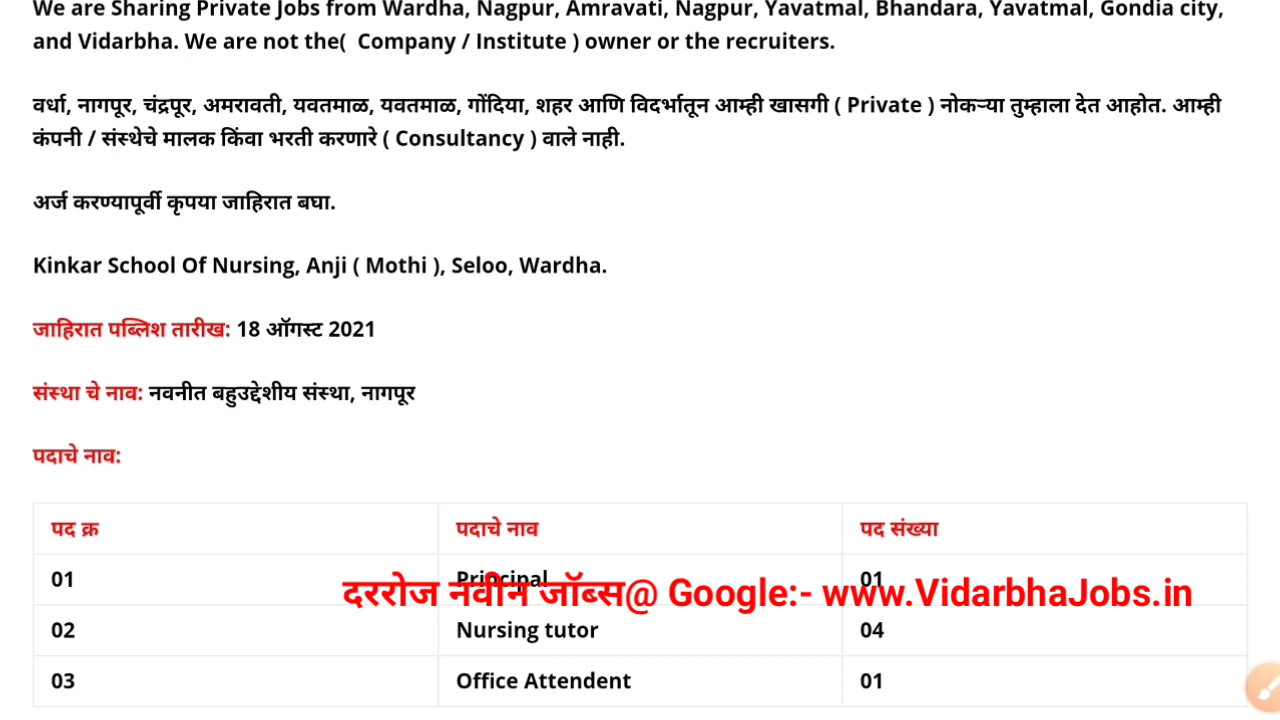 We are Sharing Private Jobs from Wardha, Nagpur, Amravati, Nagpur, Yavatmal, Bhandara, Yavatmal, Gondia city,
and Vidarbha. We are not the( Company / Institute ) owner or the recruiters.
वर्धा, नागपूर, चंद्रपूर, अमरावती, यवतमाळ, यवतमाळ, गोंदिया, शहर आणि विदर्भातून आम्ही खासगी ( Private ) नोकऱ्या तुम्हाला देत आहोत. आम्ही
कंपनी / संस्थेचे मालक किंवा भरती करणारे ( Consultancy ) वाले नाही.
अर्ज करण्यापूर्वी कृपया जाहिरात बघा.
Kinkar School Of Nursing, Anji ( Mothi ), Seloo, Wardha.
जाहिरात पब्लिश तारीख: 18 ऑगस्ट 2021
संस्था चे नाव: नवनीत बहुउद्देशीय संस्था, नागपूर
पदाचे नाव:
पद क्र पदाचे नाव पद संख्या
01 Principal 01
दररोज नवीन जॉब्स@ Google:- www.VidarbhaJobs.in
02 Nursing tutor 04
03 Office Attendent 01